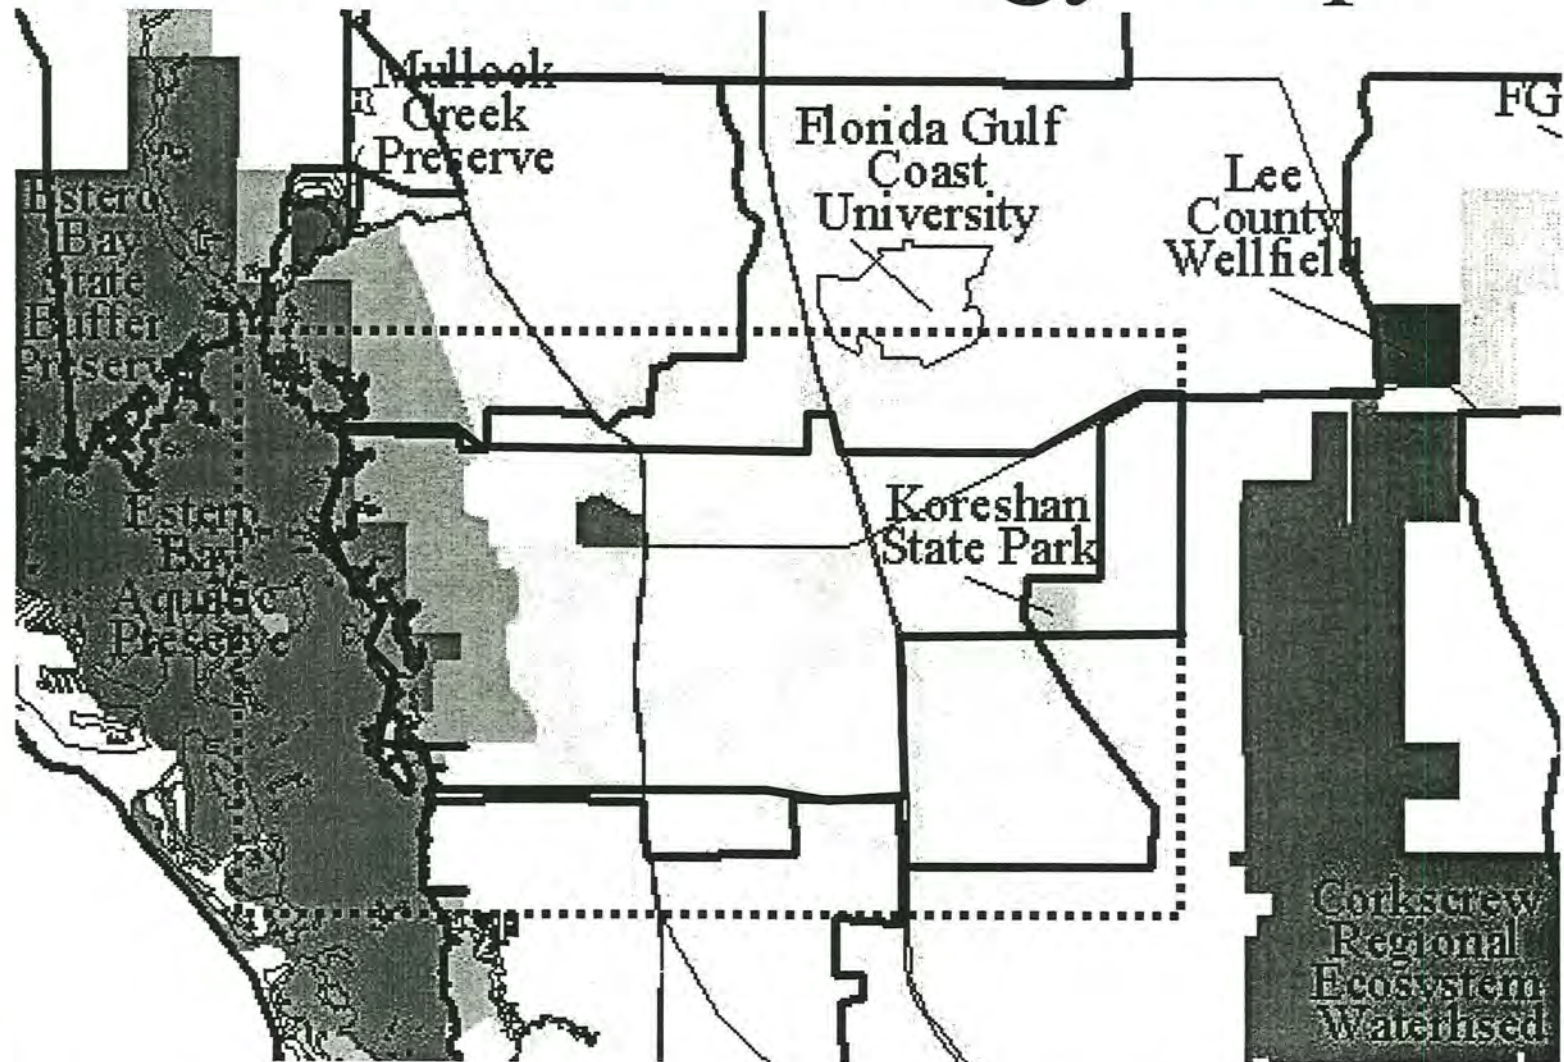 Mullock
Creek
Preserve
Florida Gulf
Coast
University
Lee
County
Wellfield
FG
Estero
Bay
State
Buffer
Preserv
Koreshan
State Park
Estero
Bay
Aquatic
Preserve
Corkscrew
Regional
Ecosystem
Waterhsed